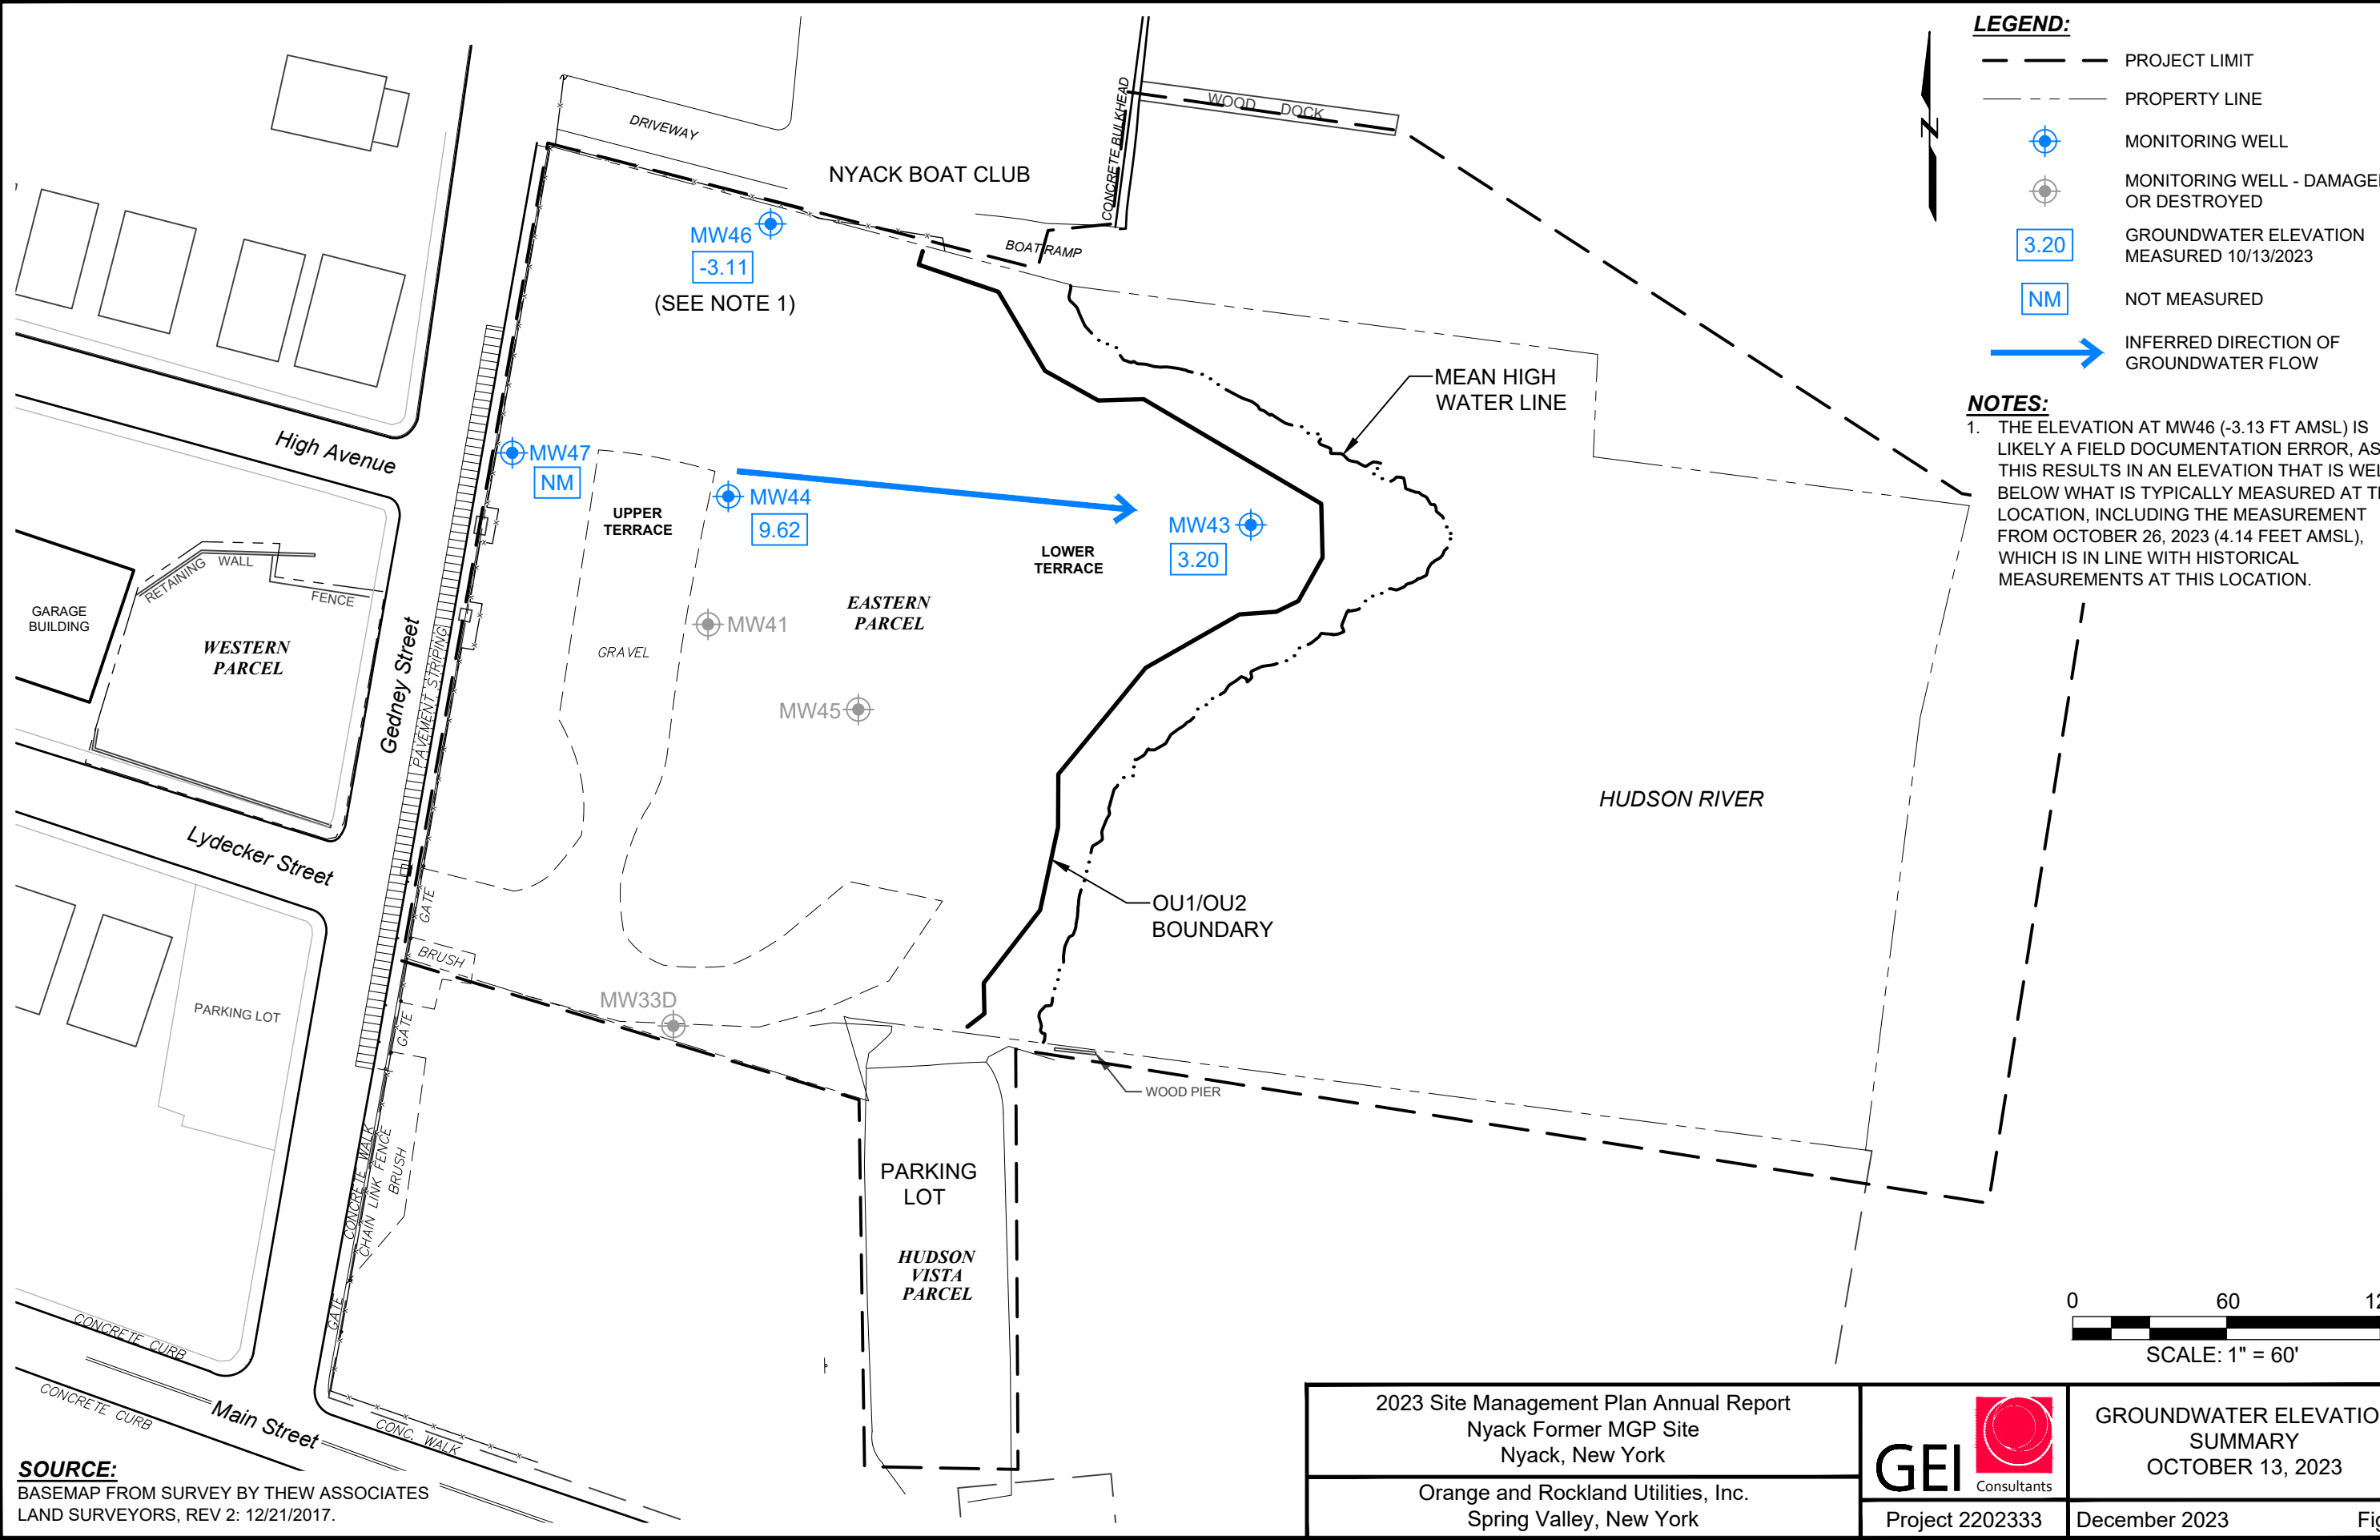 LEGEND:
PROJECT LIMIT
PROPERTY LINE
MONITORING WELL
MONITORING WELL - DAMAGE
OR DESTROYED
3.20
GROUNDWATER ELEVATION
MEASURED 10/13/2023
NM
NOT MEASURED
INFERRED DIRECTION OF
GROUNDWATER FLOW
N
NOTES:
1. THE ELEVATION AT MW46 (-3.13 FT AMSL) IS
LIKELY A FIELD DOCUMENTATION ERROR, AS
THIS RESULTS IN AN ELEVATION THAT IS WEL
BELOW WHAT IS TYPICALLY MEASURED AT T
LOCATION, INCLUDING THE MEASUREMENT
FROM OCTOBER 26, 2023 (4.14 FEET AMSL),
WHICH IS IN LINE WITH HISTORICAL
MEASUREMENTS AT THIS LOCATION.
DRIVEWAY
NYACK BOAT CLUB
CONCRETE BULKHEAD
WOOD DOCK
BOAT RAMP
MW46
-3.11
(SEE NOTE 1)
MEAN HIGH
WATER LINE
High Avenue
MW47
NM
UPPER
TERRACE
MW44
9.62
MW43
3.20
LOWER
TERRACE
RETAINING WALL
FENCE
GARAGE
BUILDING
WESTERN
PARCEL
Gedney Street
PAVEMENT STRIPING
MW41
GRAVEL
EASTERN
PARCEL
MW45
HUDSON RIVER
Lydecker Street
GATE
OU1/OU2
BOUNDARY
BRUSH
MW33D
PARKING LOT
GATE
WOOD PIER
CONCRETE WALK
CHAIN LINK FENCE
BRUSH
PARKING
LOT
HUDSON
VISTA
PARCEL
GATE
CONCRETE CURB
CONCRETE CURB
Main Street
CONC. WALK
0 60 12
SCALE: 1" = 60'
SOURCE:
BASEMAP FROM SURVEY BY THEW ASSOCIATES
LAND SURVEYORS, REV 2: 12/21/2017.
2023 Site Management Plan Annual Report
Nyack Former MGP Site
Nyack, New York
Orange and Rockland Utilities, Inc.
Spring Valley, New York
GEI
Consultants
Project 2202333
GROUNDWATER ELEVATIO
SUMMARY
OCTOBER 13, 2023
December 2023
Fi